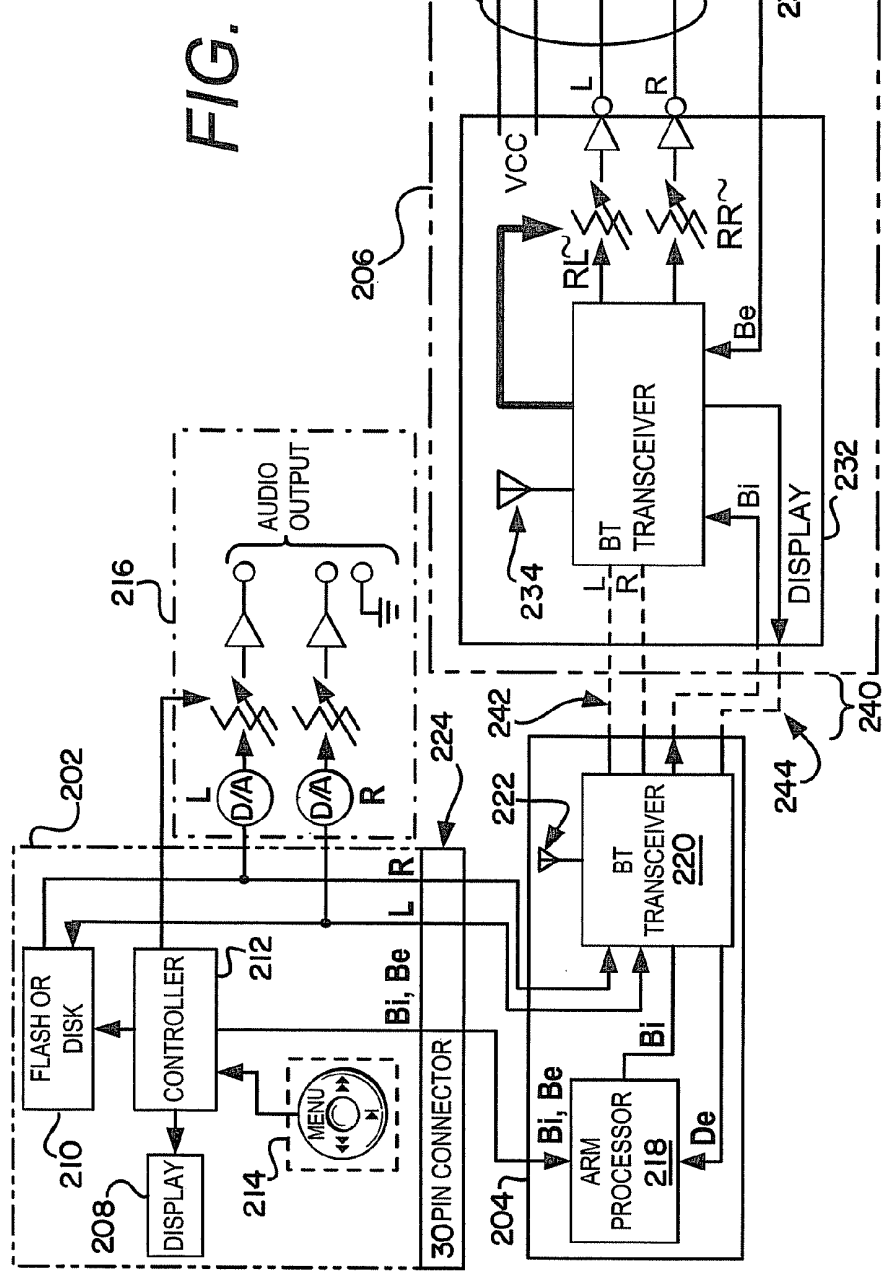 FIG.
202
FLASH OR
DISK
210
CONTROLLER
212
DISPLAY
208
MENU
214
30 PIN CONNECTOR
224
Bi, Be
L
R
216
L
D/A
D/A
R
AUDIO
OUTPUT
204
Bi, Be
ARM
PROCESSOR
218
Bi
De
BT
TRANSCEIVER
220
222
242
244
240
206
VCC
L
R
RL~
RR~
L
R
BT
TRANSCEIVER
234
Bi
Be
DISPLAY
232